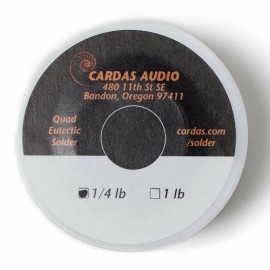 CARDAS AUDIO
480 11th St SE
Bandon, Oregon 97411
Quad
Eutectic
Solder
cardas.com
/solder
1/4 lb
1 lb